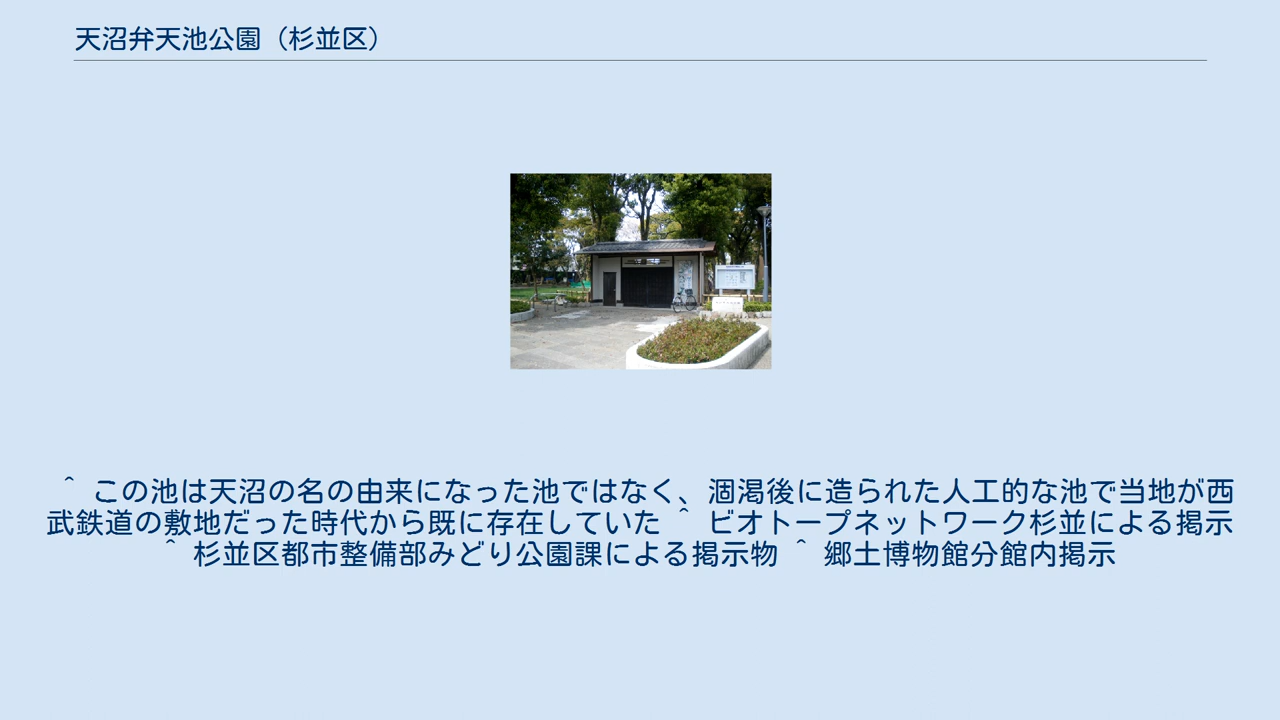 天沼弁天池公園（杉並区）
^ この池は天沼の名の由来になった池ではなく、涸渇後に造られた人工的な池で当地が西
武鉄道の敷地だった時代から既に存在していた ^ ビオトープネットワーク杉並による掲示
^ 杉並区都市整備部みどり公園課による掲示物 ^ 郷土博物館分館内掲示